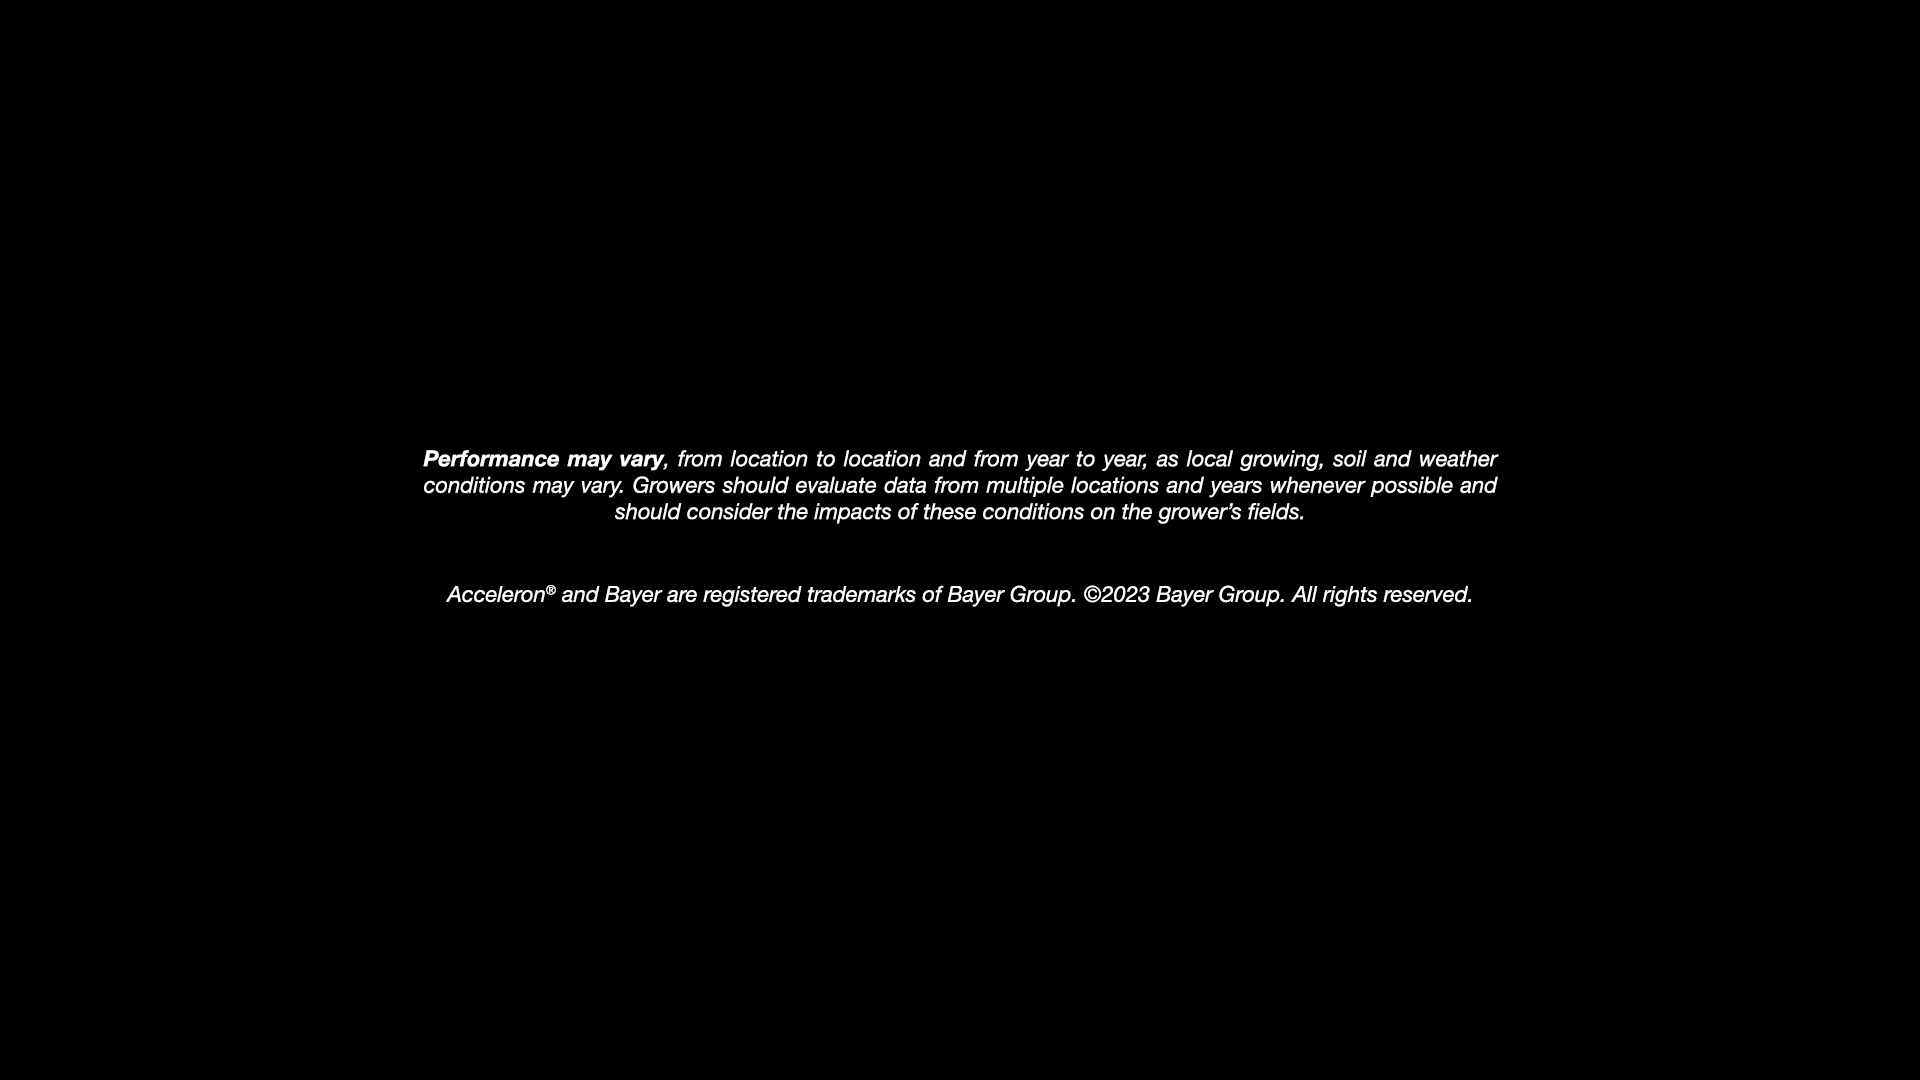 Performance may vary, from location to location and from year to year, as local growing, soil and weather
conditions may vary. Growers should evaluate data from multiple locations and years whenever possible and
should consider the impacts of these conditions on the grower’s fields.
Acceleron® and Bayer are registered trademarks of Bayer Group. ©2023 Bayer Group. All rights reserved.